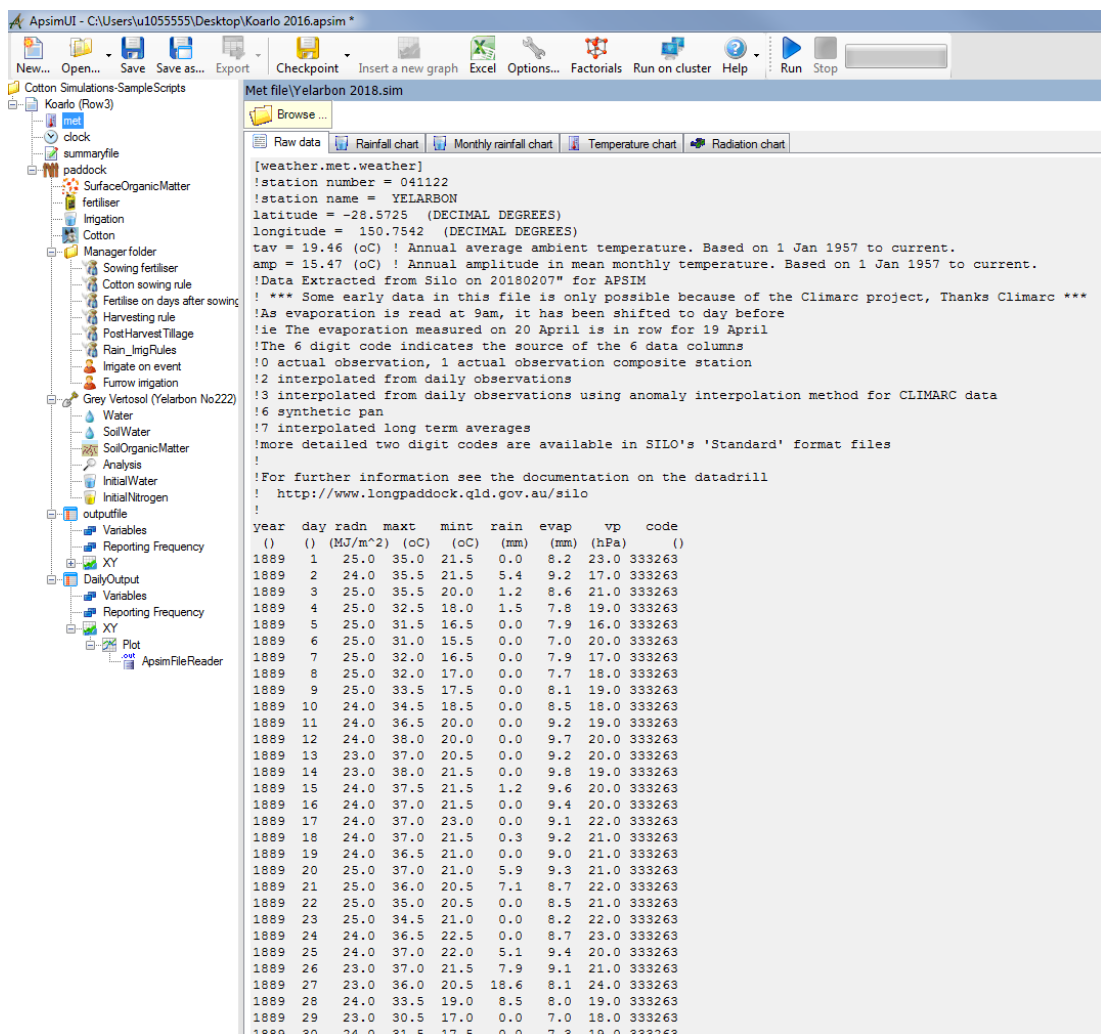 ApsimUI - C:\Users\u1055555\Desktop\Koarlo 2016.apsim *
New... Open... Save Save as... Export Checkpoint Insert a new graph Excel Options... Factorials Run on cluster Help Run Stop
Cotton Simulations-SampleScripts
Koarlo (Row3)
met
clock
summaryfile
paddock
SurfaceOrganicMatter
fertiliser
Irrigation
Cotton
Manager folder
Sowing fertiliser
Cotton sowing rule
Fertilise on days after sowing
Harvesting rule
PostHarvestTillage
Rain_IrrigRules
Irrigate on event
Furrow irrigation
Grey Vertosol (Yelarbon No222)
Water
SoilWater
SoilOrganicMatter
Analysis
InitialWater
InitialNitrogen
outputfile
Variables
Reporting Frequency
XY
DailyOutput
Variables
Reporting Frequency
XY
Plot
.out
ApsimFileReader
Met file\Yelarbon 2018.sim
Browse ...
Raw data Rainfall chart Monthly rainfall chart Temperature chart Radiation chart
[weather.met.weather]
!station number = 041122
!station name = YELARBON
latitude = -28.5725 (DECIMAL DEGREES)
longitude = 150.7542 (DECIMAL DEGREES)
tav = 19.46 (oC) ! Annual average ambient temperature. Based on 1 Jan 1957 to current.
amp = 15.47 (oC) ! Annual amplitude in mean monthly temperature. Based on 1 Jan 1957 to current.
!Data Extracted from Silo on 20180207" for APSIM
! *** Some early data in this file is only possible because of the Climarc project, Thanks Climarc ***
!As evaporation is read at 9am, it has been shifted to day before
!ie The evaporation measured on 20 April is in row for 19 April
!The 6 digit code indicates the source of the 6 data columns
!0 actual observation, 1 actual observation composite station
!2 interpolated from daily observations
!3 interpolated from daily observations using anomaly interpolation method for CLIMARC data
!6 synthetic pan
!7 interpolated long term averages
!more detailed two digit codes are available in SILO's 'Standard' format files
!
!For further information see the documentation on the datadrill
! http://www.longpaddock.qld.gov.au/silo
!
year day radn maxt mint rain evap vp code
() () (MJ/m^2) (oC) (oC) (mm) (mm) (hPa) ()
1889 1 25.0 35.0 21.5 0.0 8.2 23.0 333263
1889 2 24.0 35.5 21.5 5.4 9.2 17.0 333263
1889 3 25.0 35.5 20.0 1.2 8.6 21.0 333263
1889 4 25.0 32.5 18.0 1.5 7.8 19.0 333263
1889 5 25.0 31.5 16.5 0.0 7.9 16.0 333263
1889 6 25.0 31.0 15.5 0.0 7.0 20.0 333263
1889 7 25.0 32.0 16.5 0.0 7.9 17.0 333263
1889 8 25.0 32.0 17.0 0.0 7.7 18.0 333263
1889 9 25.0 33.5 17.5 0.0 8.1 19.0 333263
1889 10 24.0 34.5 18.5 0.0 8.5 18.0 333263
1889 11 24.0 36.5 20.0 0.0 9.2 19.0 333263
1889 12 24.0 38.0 20.0 0.0 9.7 20.0 333263
1889 13 23.0 37.0 20.5 0.0 9.2 20.0 333263
1889 14 23.0 38.0 21.5 0.0 9.8 19.0 333263
1889 15 24.0 37.5 21.5 1.2 9.6 20.0 333263
1889 16 24.0 37.0 21.5 0.0 9.4 20.0 333263
1889 17 24.0 37.0 23.0 0.0 9.1 22.0 333263
1889 18 24.0 37.0 21.5 0.3 9.2 21.0 333263
1889 19 24.0 36.5 21.0 0.0 9.0 21.0 333263
1889 20 25.0 37.0 21.0 5.9 9.3 21.0 333263
1889 21 25.0 36.0 20.5 7.1 8.7 22.0 333263
1889 22 25.0 35.0 20.5 0.0 8.5 21.0 333263
1889 23 25.0 34.5 21.0 0.0 8.2 22.0 333263
1889 24 24.0 36.5 22.5 0.0 8.7 23.0 333263
1889 25 24.0 37.0 22.0 5.1 9.4 20.0 333263
1889 26 23.0 37.0 21.5 7.9 9.1 21.0 333263
1889 27 23.0 36.0 20.5 18.6 8.1 24.0 333263
1889 28 24.0 33.5 19.0 8.5 8.0 19.0 333263
1889 29 23.0 30.5 17.0 0.0 7.0 18.0 333263
1889 30 24.0 31.5 17.5 0.0 7.3 19.0 333263